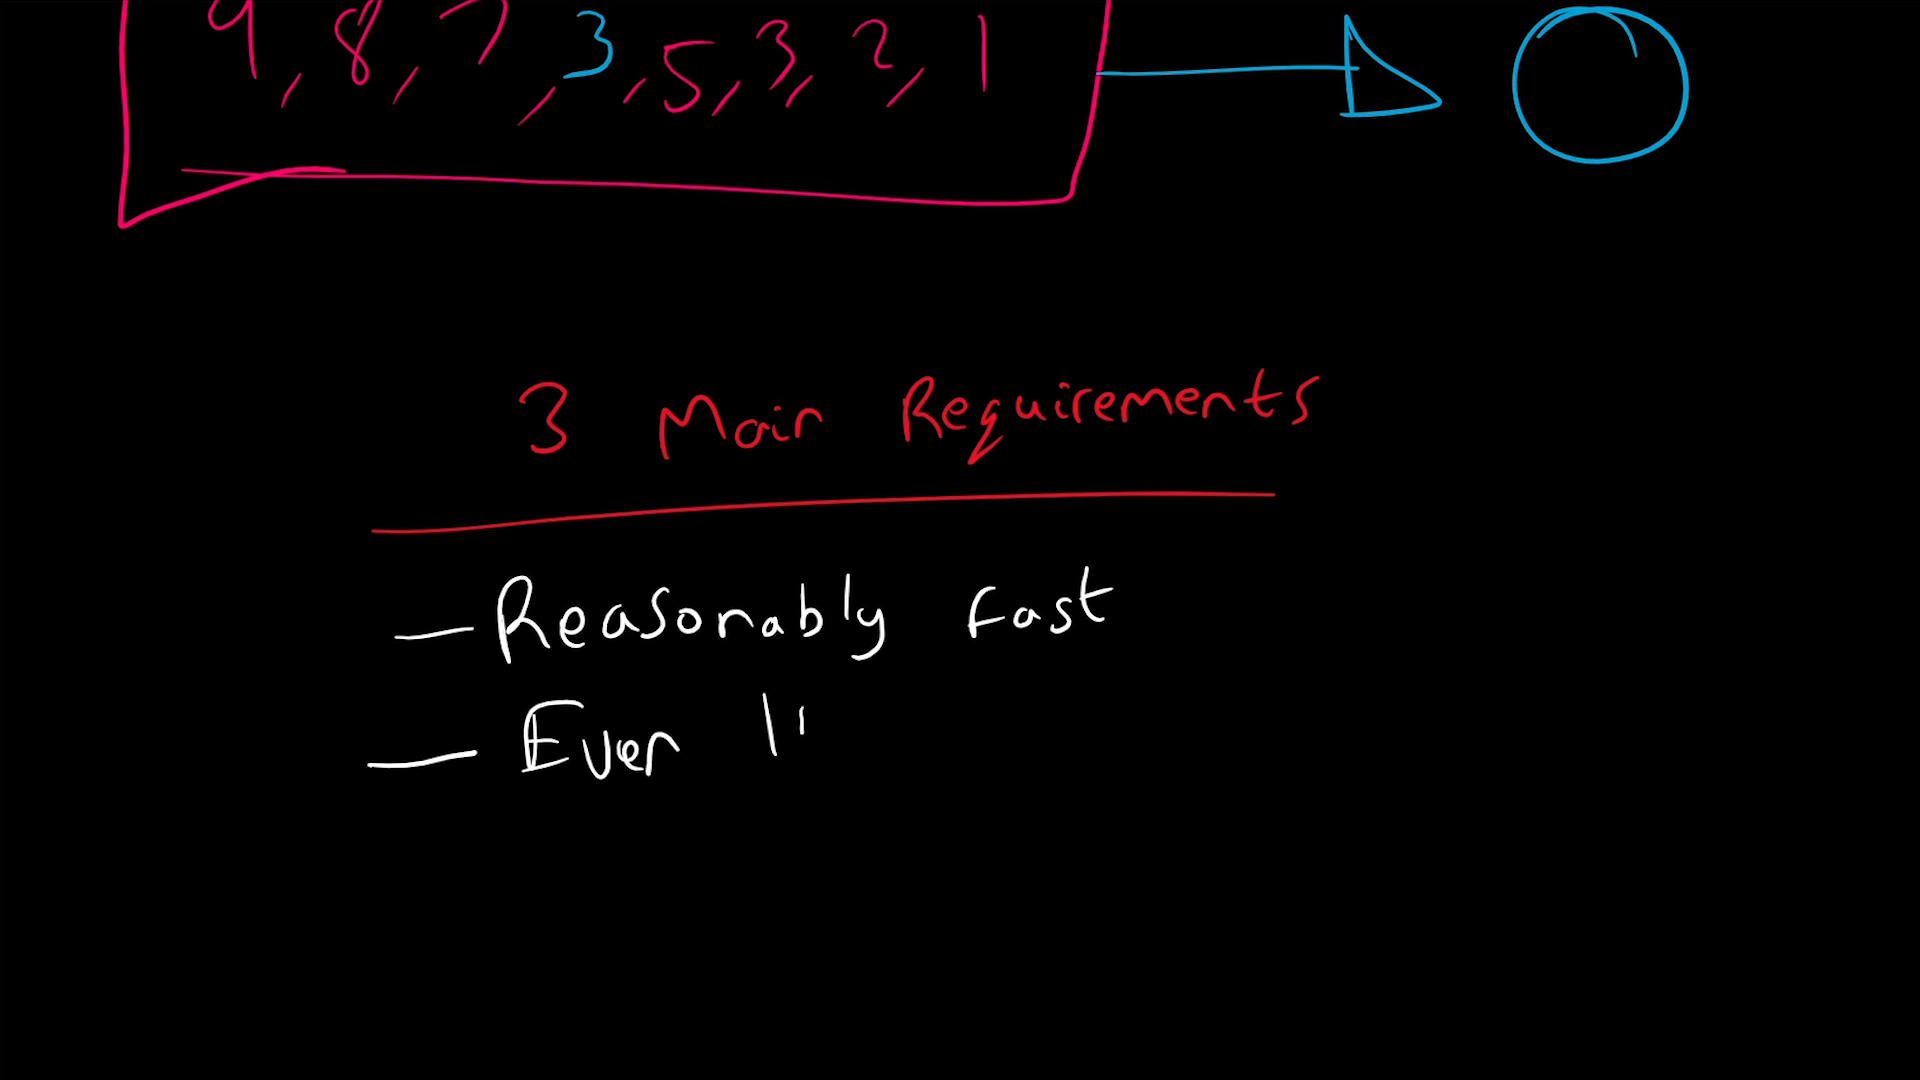 9, 8, 7, 3, 5, 3, 2, 1
3 Main Requirements
— Reasonably fast
— Even